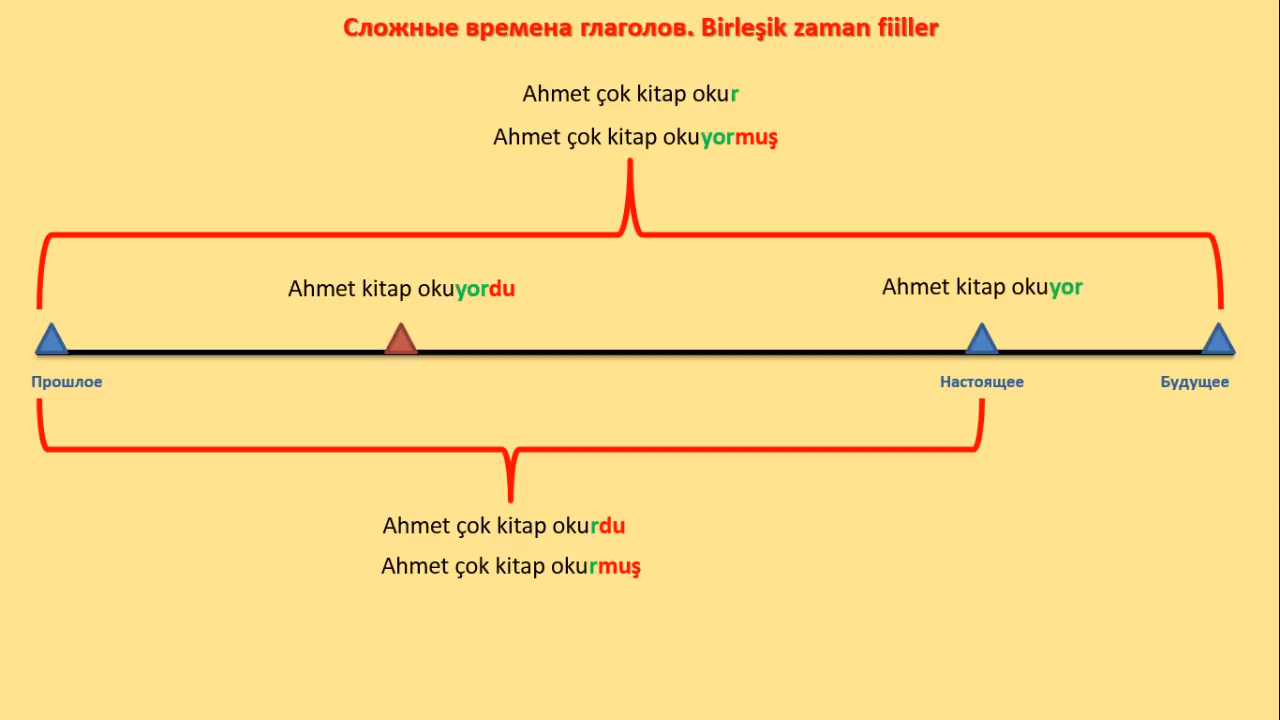 Сложные времена глаголов. Birleşik zaman fiiller
Ahmet çok kitap okur
Ahmet çok kitap okuyormuş
Ahmet kitap okuyordu
Ahmet kitap okuyor
Прошлое
Настоящее
Будущее
Ahmet çok kitap okurdu
Ahmet çok kitap okurmuş